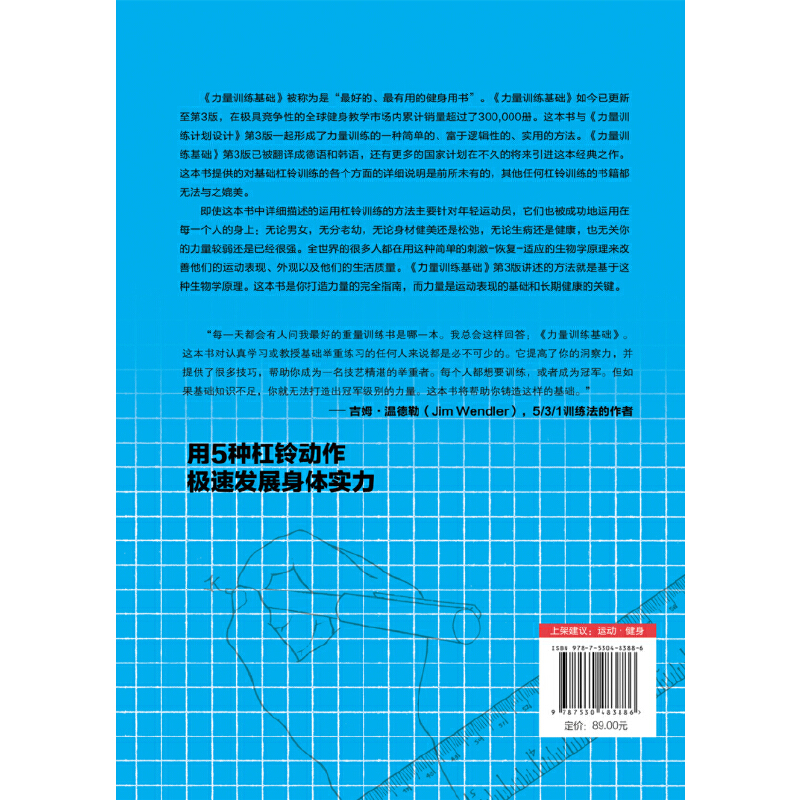 《力量训练基础》被称为是“最好的、最有用的健身用书”。《力量训练基础》如今已更新
至第3版，在极具竞争性的全球健身教学市场内累计销量超过了300,000册。这本书与《力量训
练计划设计》第3版一起形成了力量训练的一种简单的、富于逻辑性的、实用的方法。《力量训
练基础》第3版已被翻译成德语和韩语，还有更多的国家计划在不久的将来引进这本经典之作。
这本书提供的对基础杠铃训练的各个方面的详细说明是前所未有的，其他任何杠铃训练的书籍都
无法与之媲美。
即使这本书中详细描述的运用杠铃训练的方法主要针对年轻运动员，它们也被成功地运用在
每一个人的身上；无论男女，无分老幼，无论身材健美还是松弛，无论生病还是健康，也无关你
的力量较弱还是已经很强。全世界的很多人都在用这种简单的刺激-恢复-适应的生物学原理来改
善他们的运动表现、外观以及他们的生活质量。《力量训练基础》第3版讲述的方法就是基于这
种生物学原理。这本书是你打造力量的完全指南，而力量是运动表现的基础和长期健康的关键。
“每一天都会有人问我最好的重量训练书是哪一本。我总会这样回答：《力量训练基础》。
这本书对认真学习或教授基础举重练习的任何人来说都是必不可少的。它提高了你的洞察力，并
提供了很多技巧，帮助你成为一名技艺精湛的举重者。每个人都想要训练，或者成为冠军。但如
果基础知识不足，你就无法打造出冠军级别的力量。这本书将帮助你铸造这样的基础。”
—— 吉姆·温德勒（Jim Wendler），5/3/1训练法的作者
用5种杠铃动作
极速发展身体实力
上架建议：运动·健身
ISBN 978-7-5304-8388-6
9 787530 483886 >
定价：89.00元